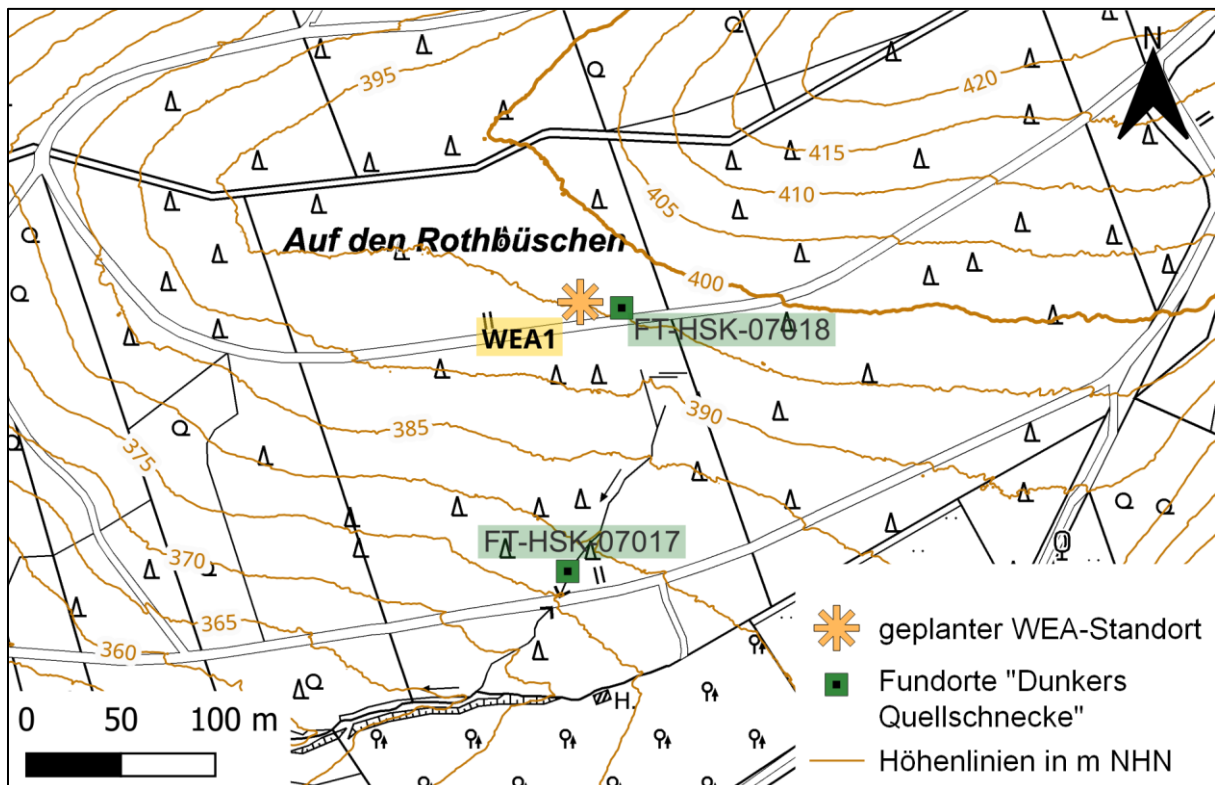 N
395
420
415
410
405
Auf den Rothbüschen
400
WEA1
FT-HSK-07018
390
385
375
FT-HSK-07017
370
365
360
H.
0 50 100 m
geplanter WEA-Standort
Fundorte "Dunkers
Quellschnecke"
Höhenlinien in m NHN